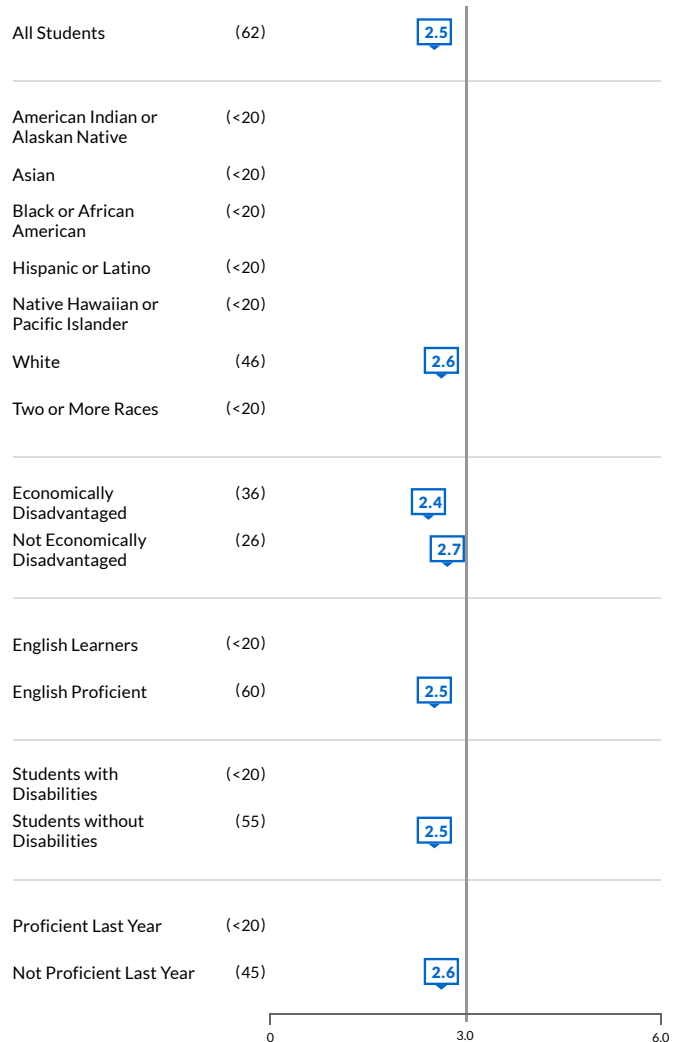 All Students (62) 2.5
American Indian or (<20)
Alaskan Native
Asian (<20)
Black or African (<20)
American
Hispanic or Latino (<20)
Native Hawaiian or (<20)
Pacific Islander
White (46) 2.6
Two or More Races (<20)
Economically (36) 2.4
Disadvantaged
Not Economically (26) 2.7
Disadvantaged
English Learners (<20)
English Proficient (60) 2.5
Students with (<20)
Disabilities
Students without (55) 2.5
Disabilities
Proficient Last Year (<20)
Not Proficient Last Year (45) 2.6
0 3.0 6.0